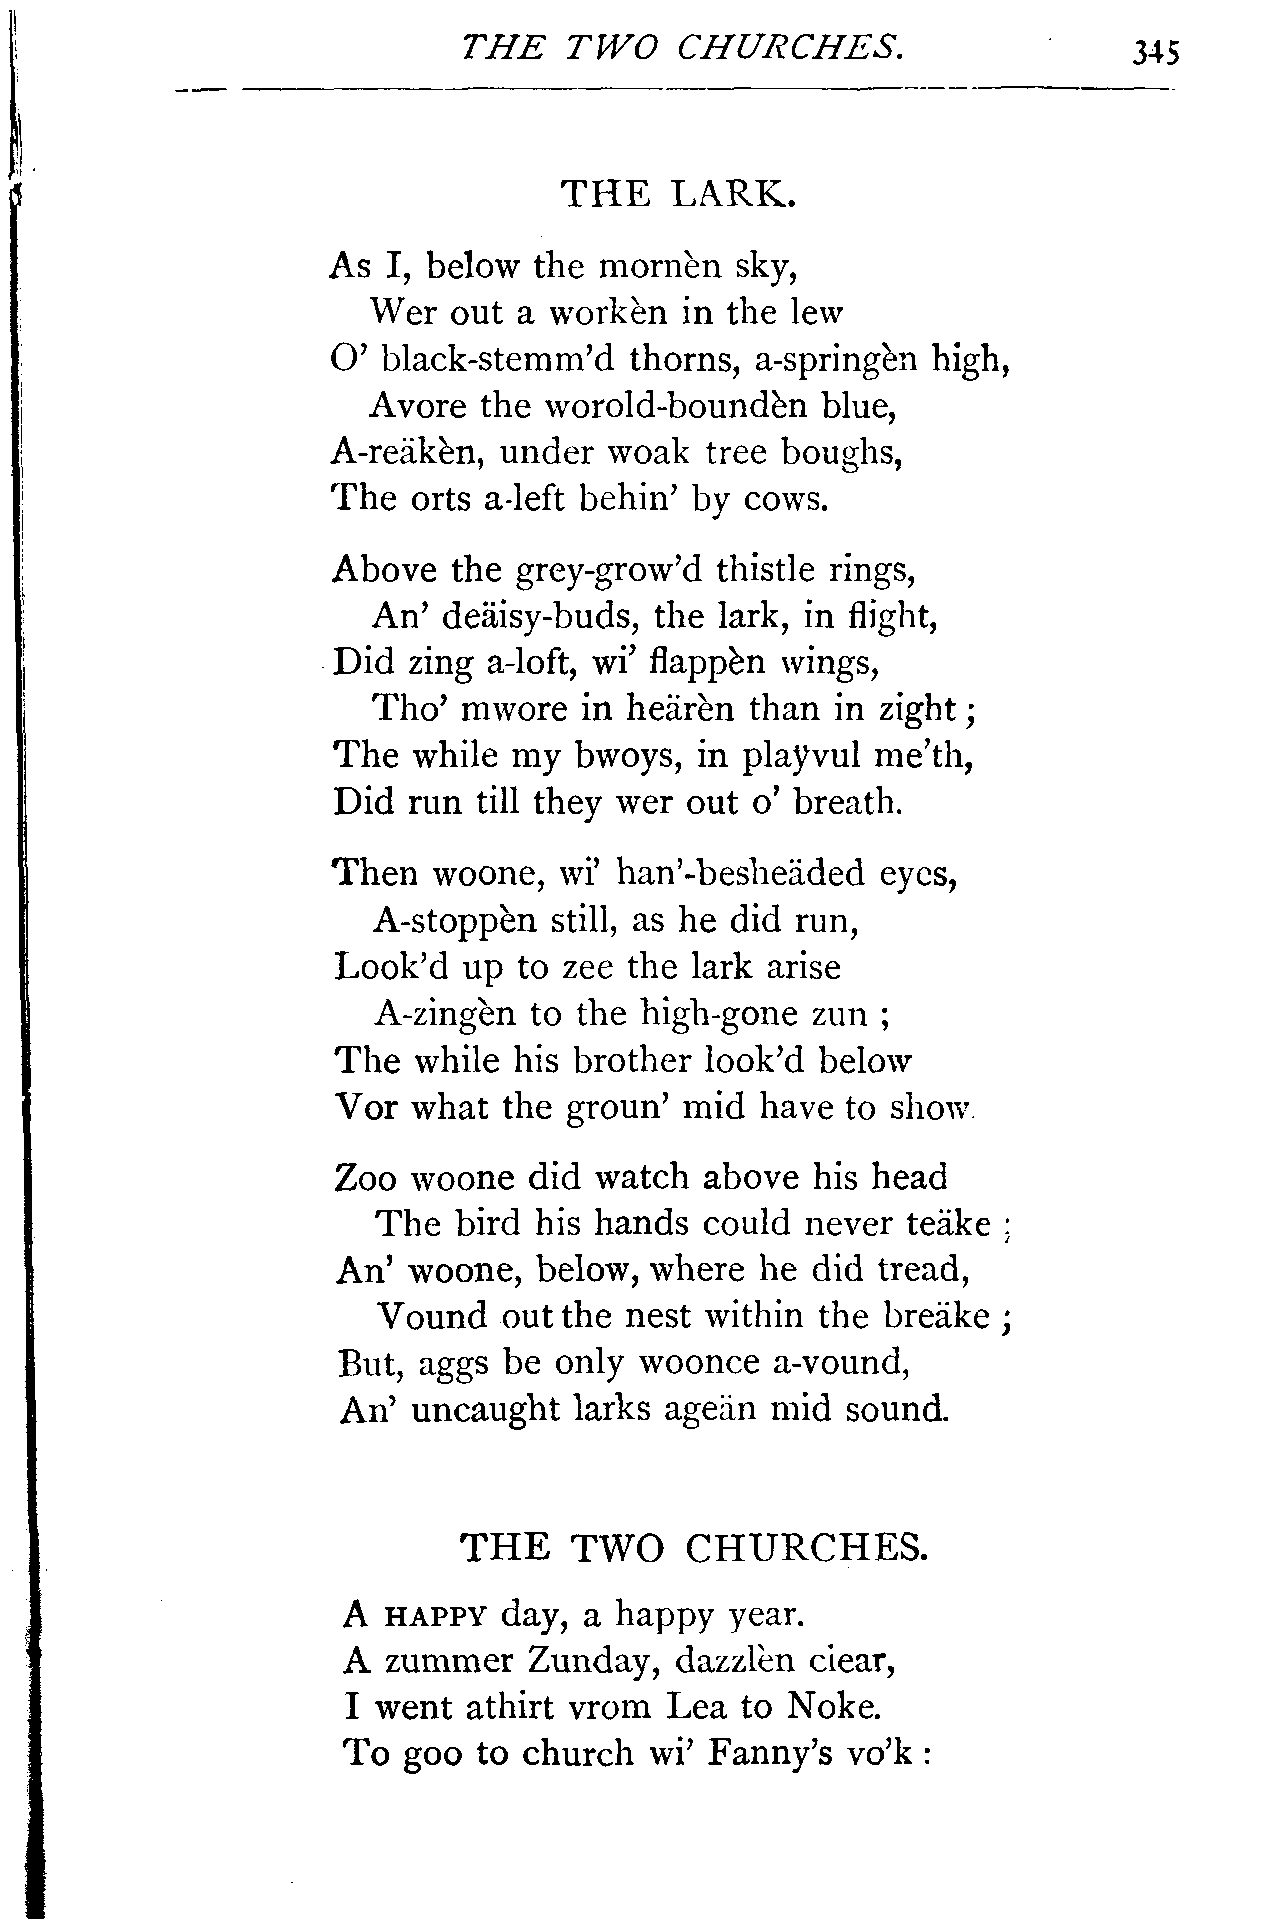 THE TWO CHURCHES. 345
THE LARK.
As I, below the mornèn sky,
Wer out a workèn in the lew
O' black-stemm'd thorns, a-springèn high,
Avore the worold-boundèn blue,
A-reäkèn, under woak tree boughs,
The orts a-left behin' by cows.
Above the grey-grow'd thistle rings,
An' deäisy-buds, the lark, in flight,
Did zing a-loft, wi' flappèn wings,
Tho' mwore in heärèn than in zight ;
The while my bwoys, in playvul me'th,
Did run till they wer out o' breath.
Then woone, wi' han'-besheäded eyes,
A-stoppèn still, as he did run,
Look'd up to zee the lark arise
A-zingèn to the high-gone zun ;
The while his brother look'd below
Vor what the groun' mid have to show.
Zoo woone did watch above his head
The bird his hands could never teäke ;
An' woone, below, where he did tread,
Vound out the nest within the breäke ;
But, aggs be only woonce a-vound,
An' uncaught larks ageän mid sound.
THE TWO CHURCHES.
A HAPPY day, a happy year.
A zummer Zunday, dazzlèn clear,
I went athirt vrom Lea to Noke.
To goo to church wi' Fanny's vo'k :